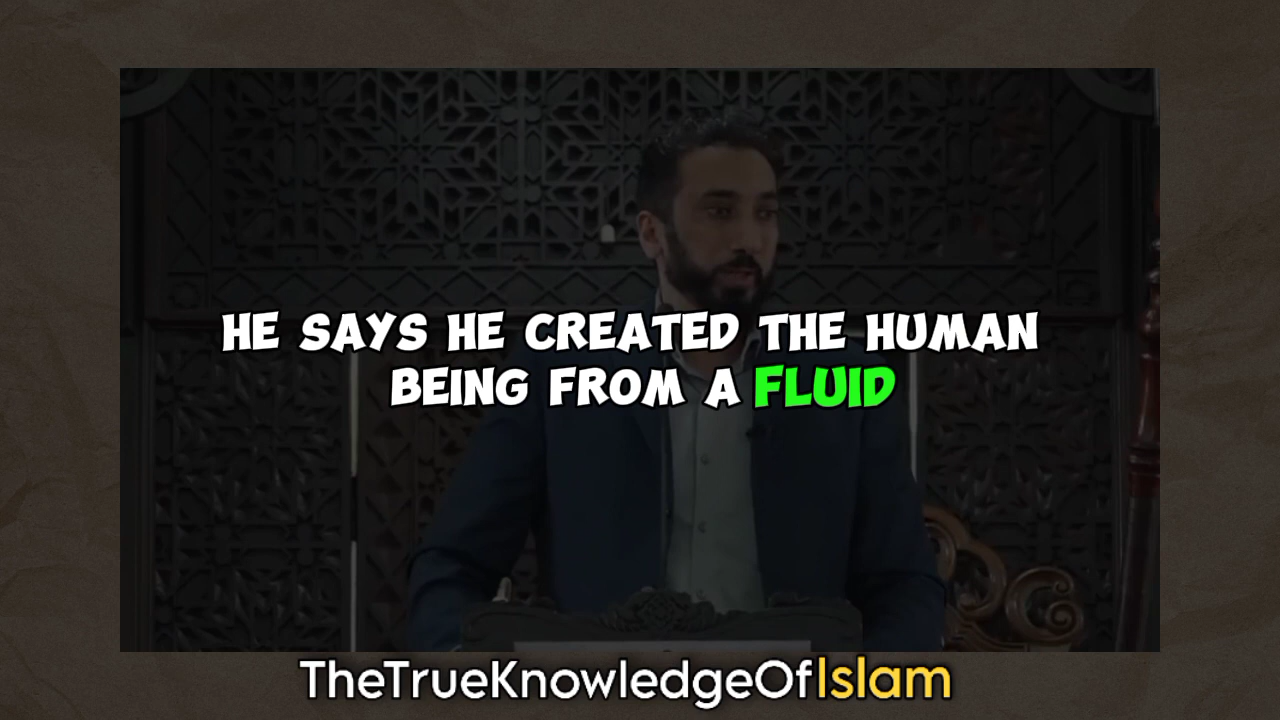 HE SAYS HE CREATED THE HUMAN
BEING FROM A FLUID
TheTrueKnowledgeOfIslam